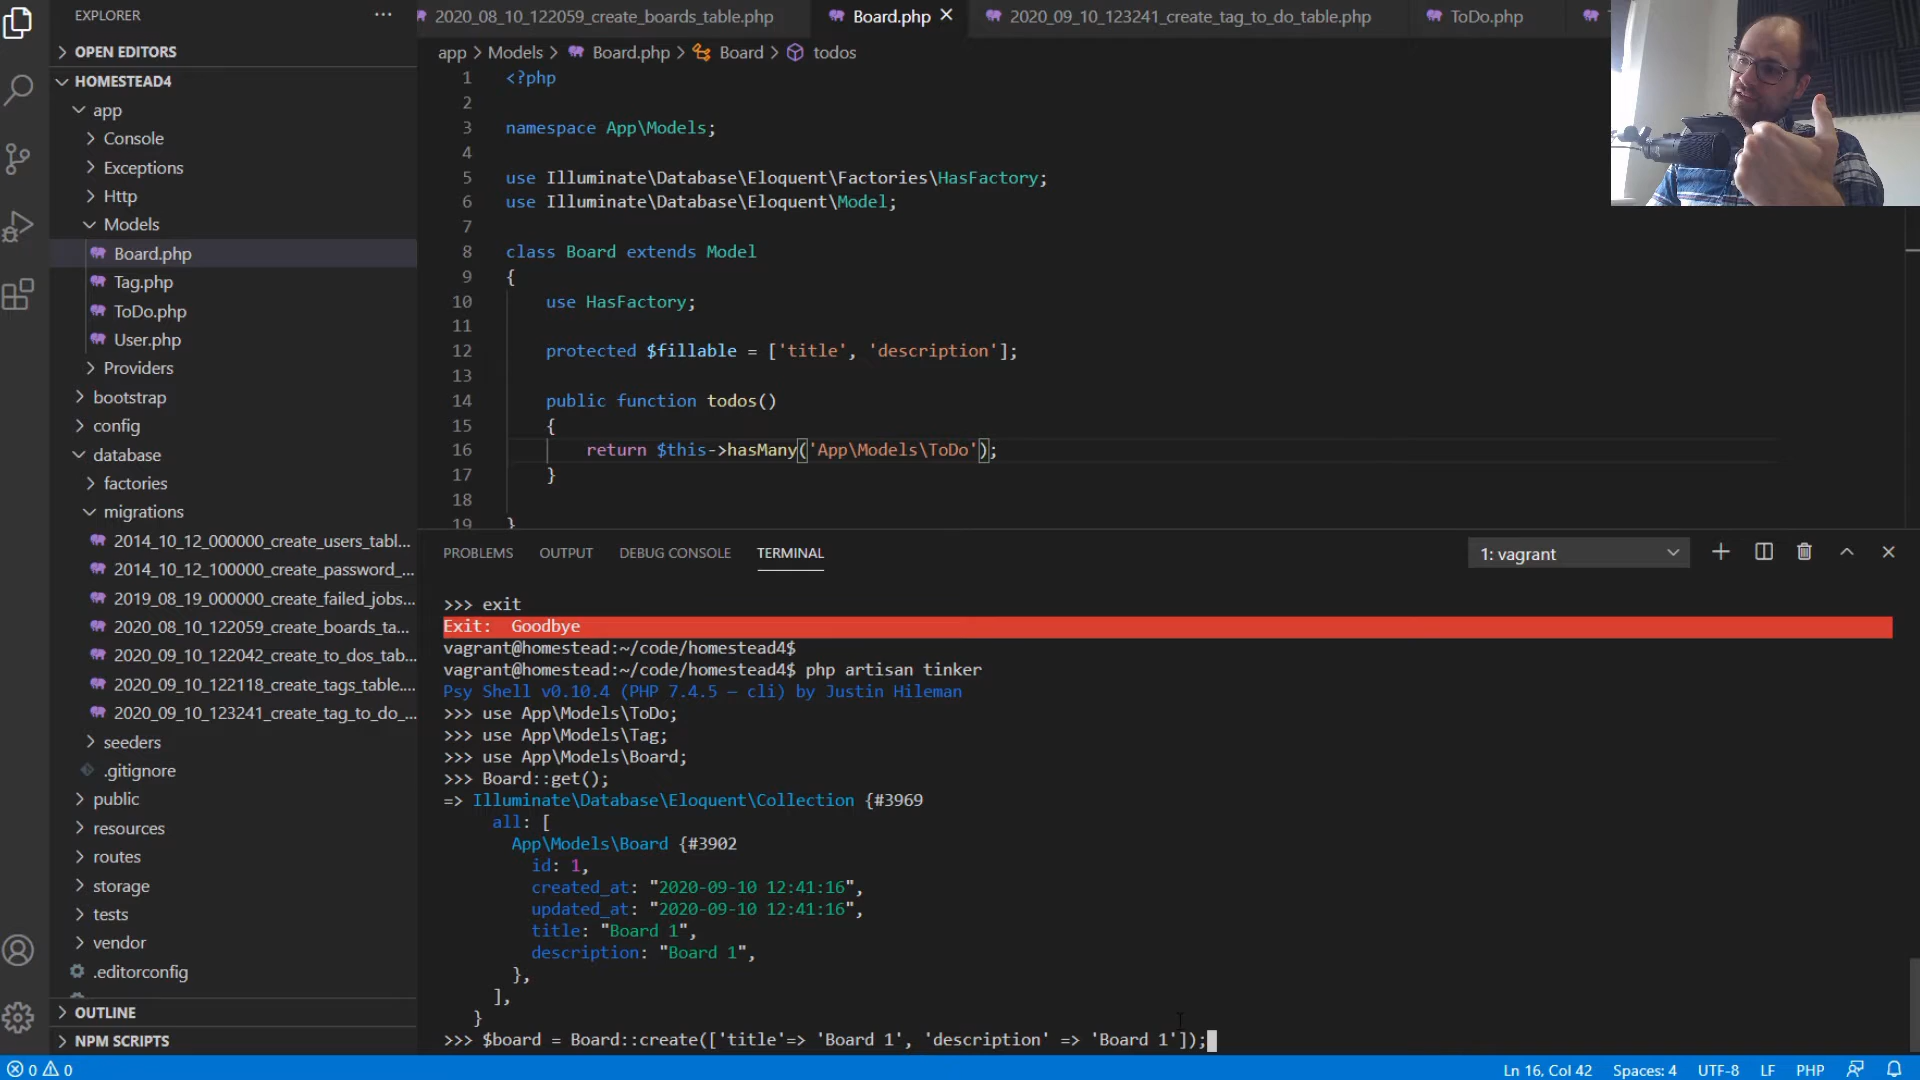 EXPLORER
OPEN EDITORS
HOMESTEAD4
app
Console
Exceptions
Http
Models
Board.php
Tag.php
ToDo.php
User.php
Providers
bootstrap
config
database
factories
migrations
2014_10_12_000000_create_users_tabl...
2014_10_12_100000_create_password_...
2019_08_19_000000_create_failed_jobs...
2020_08_10_122059_create_boards_ta...
2020_09_10_122042_create_to_dos_tab...
2020_09_10_122118_create_tags_table....
2020_09_10_123241_create_tag_to_do_...
seeders
.gitignore
public
resources
routes
storage
tests
vendor
.editorconfig
OUTLINE
NPM SCRIPTS
2020_08_10_122059_create_boards_table.php
Board.php
2020_09_10_123241_create_tag_to_do_table.php
ToDo.php
app > Models > Board.php > Board > todos
1 <?php
2
3 namespace App\Models;
4
5 use Illuminate\Database\Eloquent\Factories\HasFactory;
6 use Illuminate\Database\Eloquent\Model;
7
8 class Board extends Model
9 {
10 use HasFactory;
11
12 protected $fillable = ['title', 'description'];
13
14 public function todos()
15 {
16 return $this->hasMany('App\Models\ToDo');
17 }
18
19 }
PROBLEMS OUTPUT DEBUG CONSOLE TERMINAL
1: vagrant
>>> exit
Exit:  Goodbye
vagrant@homestead:~/code/homestead4$
vagrant@homestead:~/code/homestead4$ php artisan tinker
Psy Shell v0.10.4 (PHP 7.4.5 — cli) by Justin Hileman
>>> use App\Models\ToDo;
>>> use App\Models\Tag;
>>> use App\Models\Board;
>>> Board::get();
=> Illuminate\Database\Eloquent\Collection {#3969
all: [
App\Models\Board {#3902
id: 1,
created_at: "2020-09-10 12:41:16",
updated_at: "2020-09-10 12:41:16",
title: "Board 1",
description: "Board 1",
},
],
}
>>> $board = Board::create(['title'=> 'Board 1', 'description' => 'Board 1']);
0 0
Ln 16, Col 42 Spaces: 4 UTF-8 LF PHP